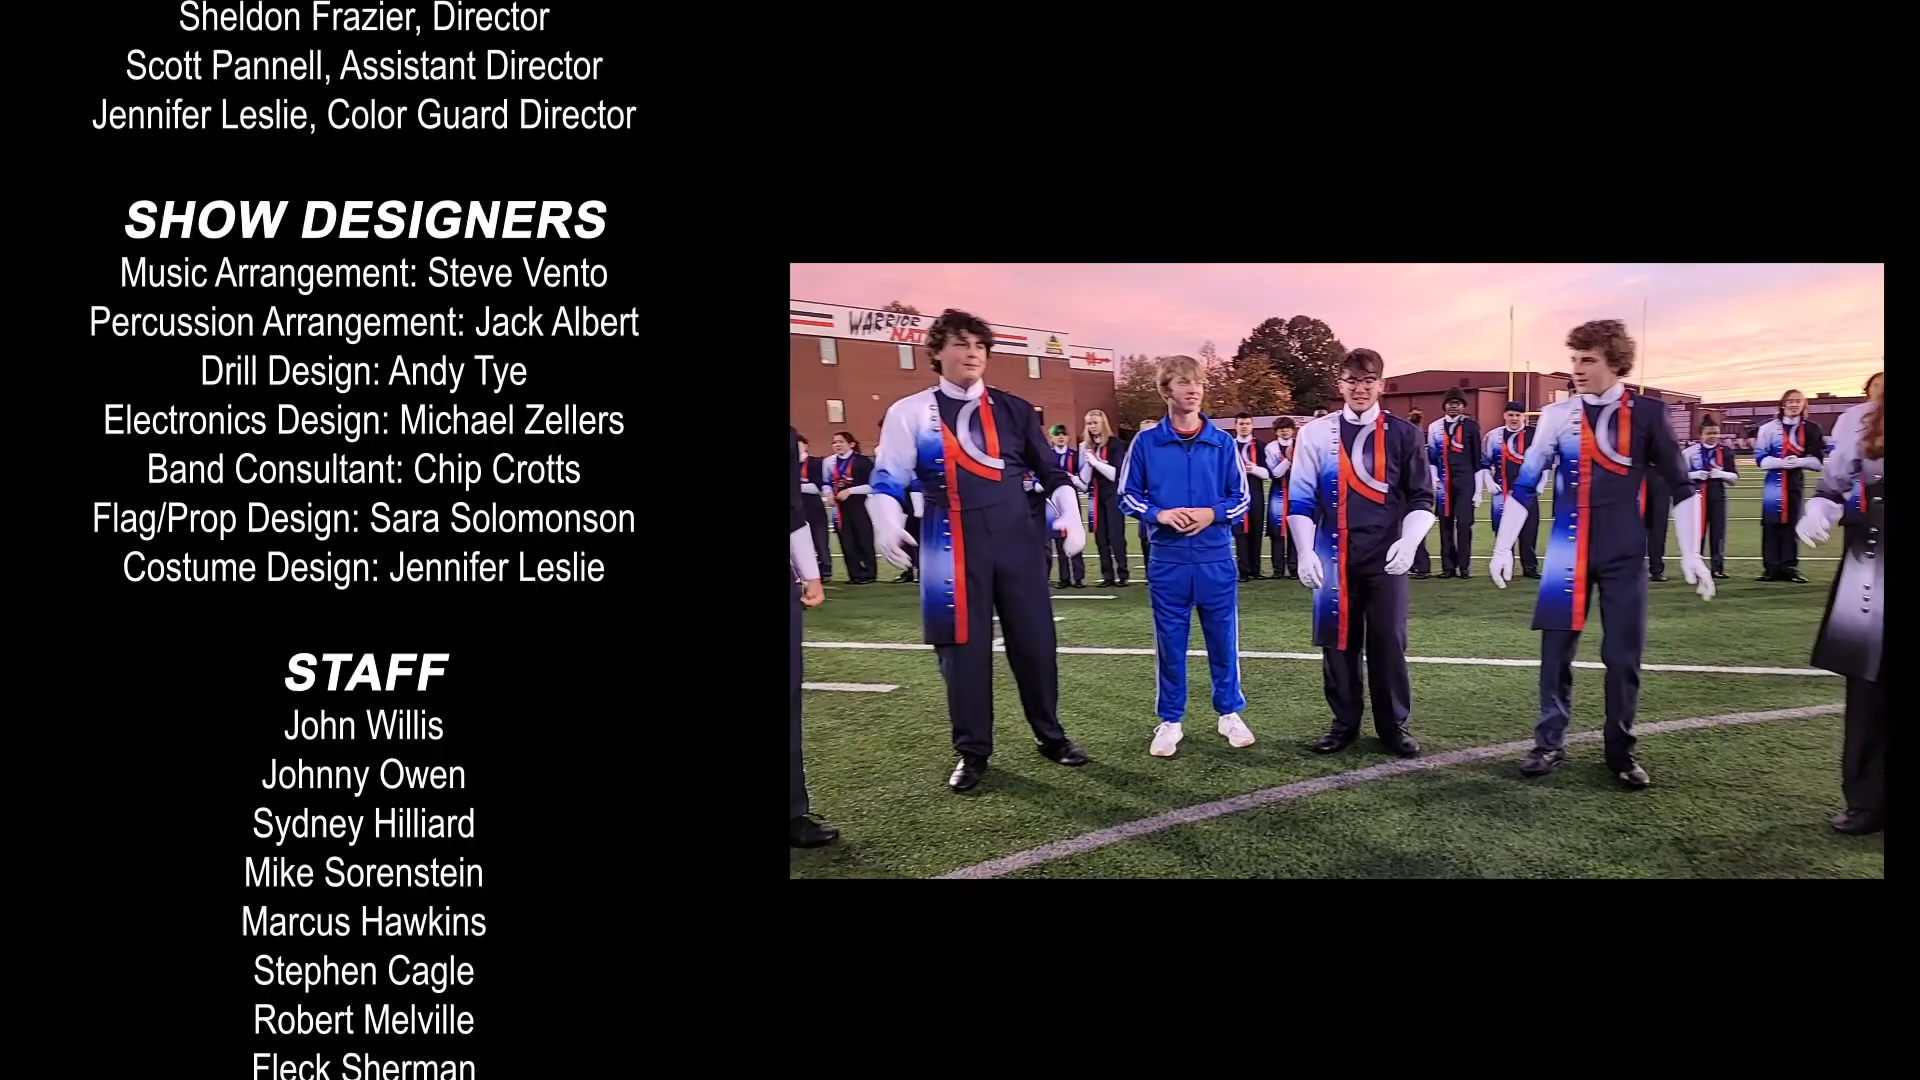 Sheldon Frazier, Director
Scott Pannell, Assistant Director
Jennifer Leslie, Color Guard Director
SHOW DESIGNERS
Music Arrangement: Steve Vento
Percussion Arrangement: Jack Albert
Drill Design: Andy Tye
Electronics Design: Michael Zellers
Band Consultant: Chip Crotts
Flag/Prop Design: Sara Solomonson
Costume Design: Jennifer Leslie
STAFF
John Willis
Johnny Owen
Sydney Hilliard
Mike Sorenstein
Marcus Hawkins
Stephen Cagle
Robert Melville
Fleck Sherman
WARRIOR
NATI